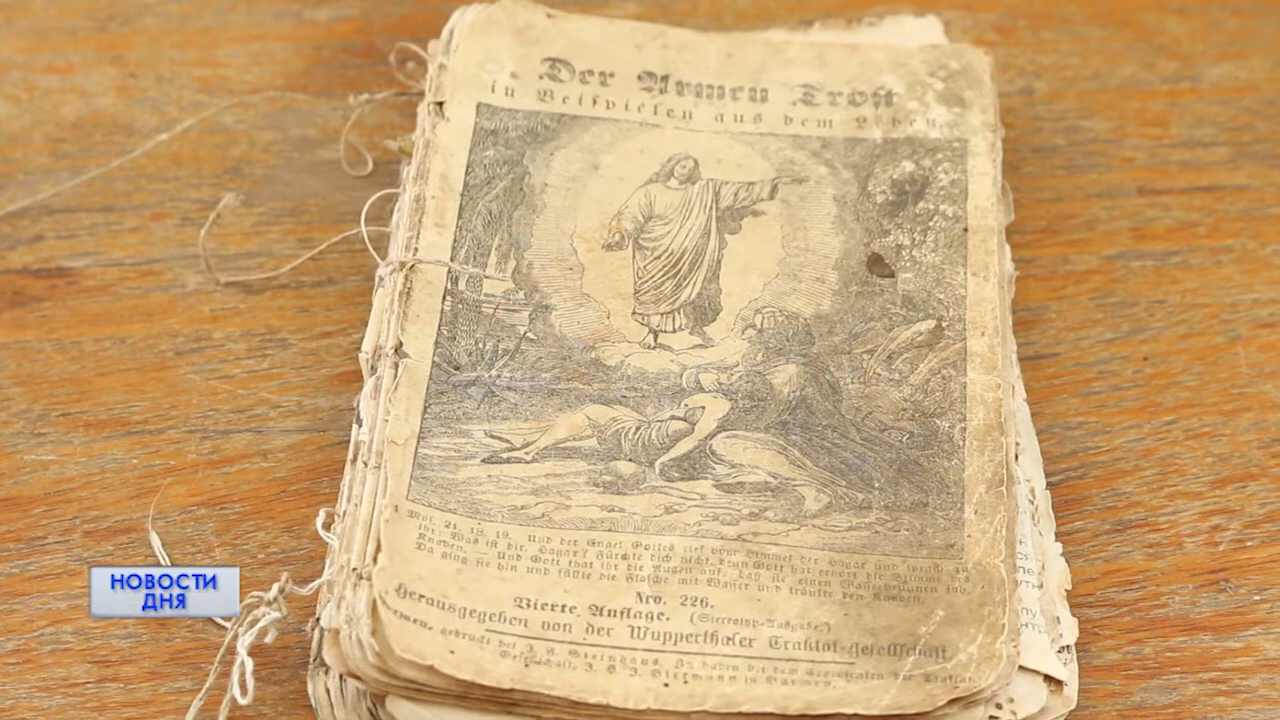 Der Armen Trost
in Beispielen aus dem Leben.
1. Mos. 21. 18. 19. Und der Engel Gottes rief vom Himmel der Hagar und sprach zu
ihr: Was ist dir, Hagar? Fürchte dich nicht, denn Gott hat erhört die Stimme des
Knaben. — Und Gott that ihr die Augen auf, daß sie einen Wasserbrunnen sah.
Da ging sie hin und füllte die Flasche mit Wasser und tränkte den Knaben.
Nro. 226.
Vierte Auflage. (Stereotyp-Ausgabe.)
Herausgegeben von der Wupperthaler Traktat-Gesellschaft.
Barmen, gedruckt bei J. F. Steinhaus. Zu haben bei dem Agenten der Traktat-
Gesellschaft, in Barmen.
НОВОСТИ
ДНЯ